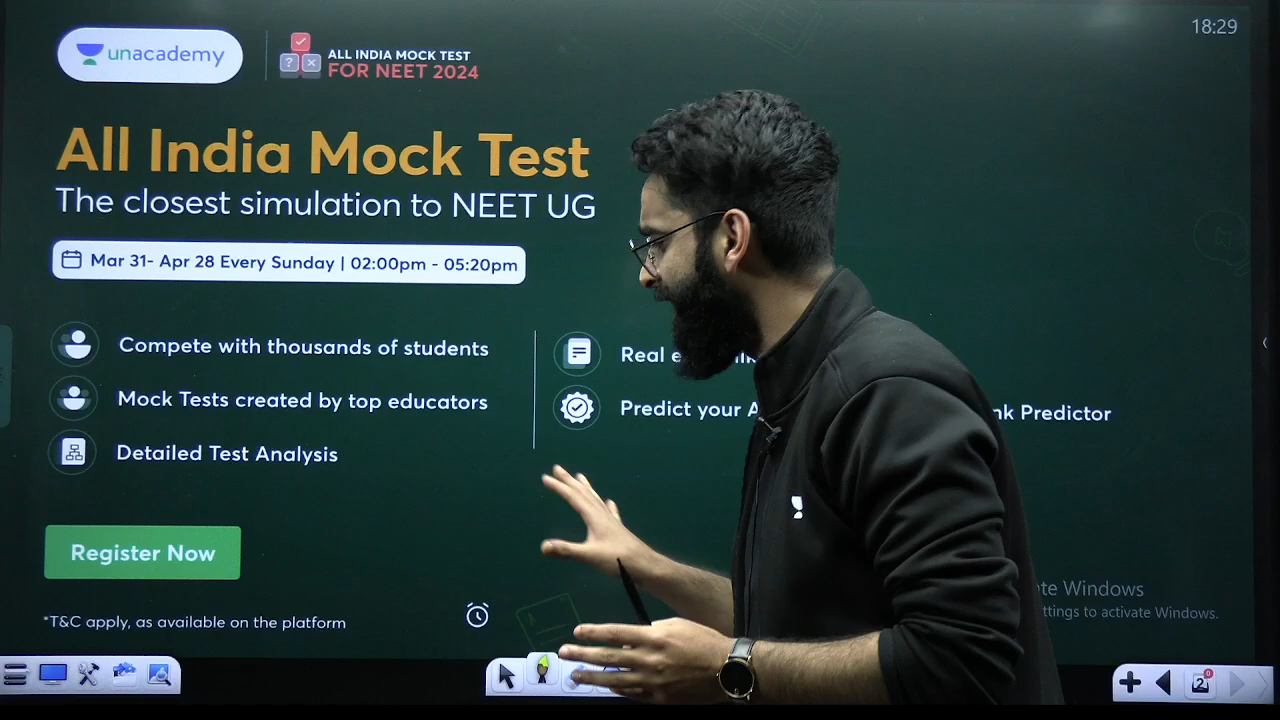 18:29
unacademy
ALL INDIA MOCK TEST
FOR NEET 2024
All India Mock Test
The closest simulation to NEET UG
Mar 31- Apr 28 Every Sunday | 02:00pm - 05:20pm
Compete with thousands of students
Mock Tests created by top educators
Detailed Test Analysis
Real
Predict your
Predictor
Register Now
*T&C apply, as available on the platform
Windows
to activate Windows.
2